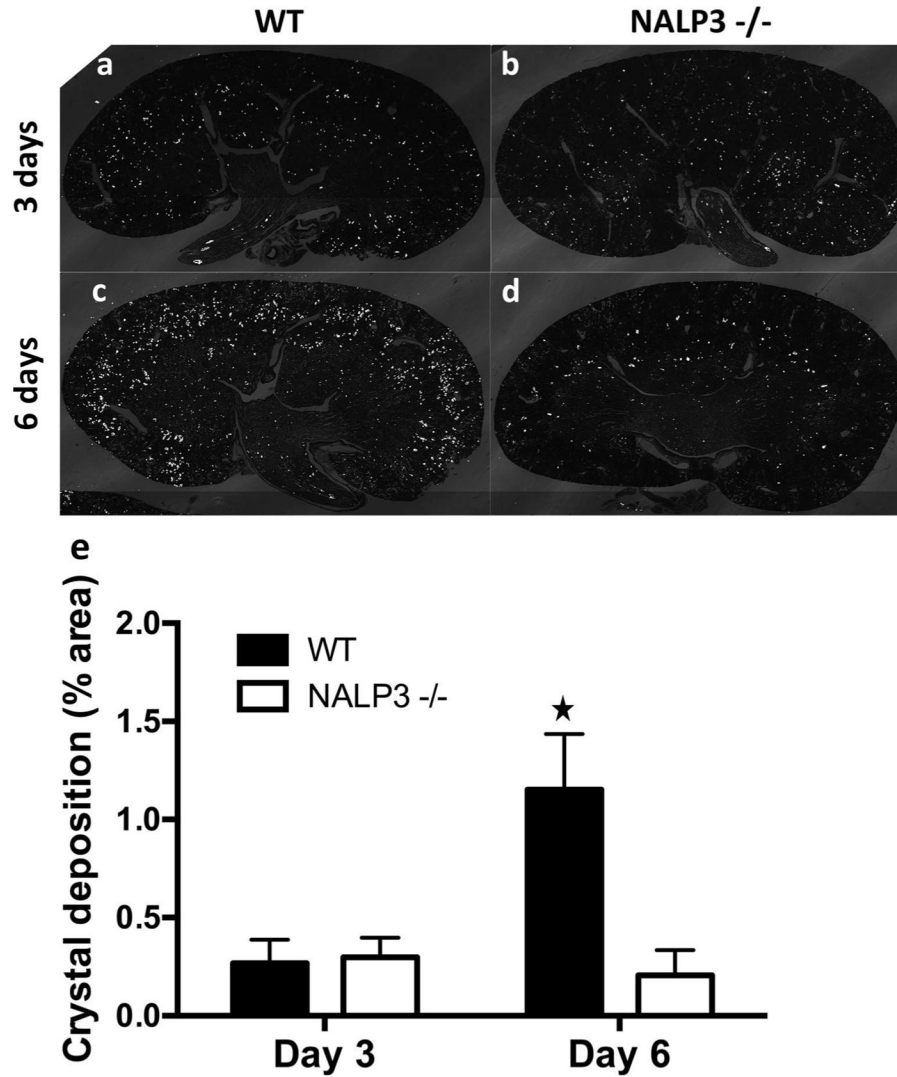 WT NALP3 -/-
3 days
a b
6 days
c d
e
Crystal deposition (% area)
2.0
WT
NALP3 -/-
1.5
★
1.0
0.5
0.0
Day 3 Day 6